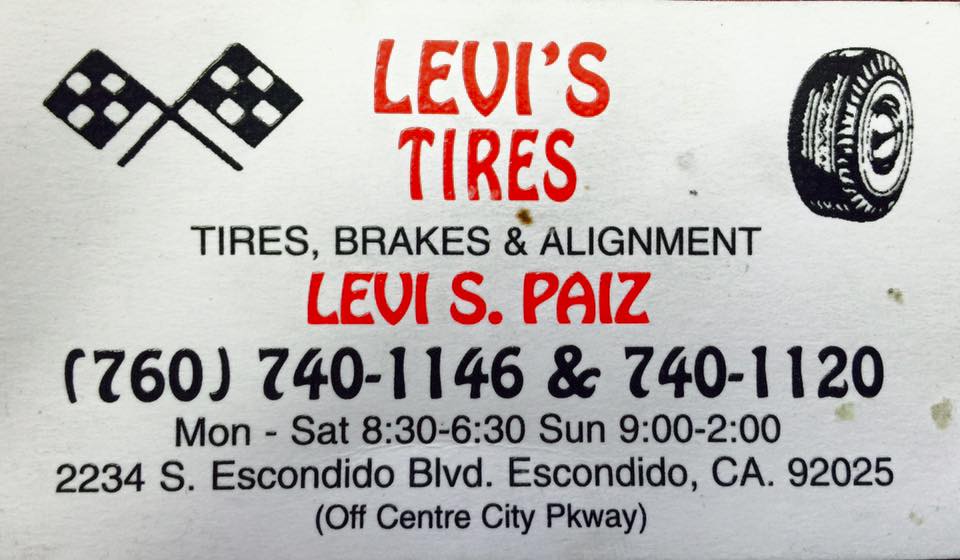 LEVI'S
TIRES
TIRES, BRAKES & ALIGNMENT
LEVI S. PAIZ
(760) 740-1146 & 740-1120
Mon - Sat 8:30-6:30 Sun 9:00-2:00
2234 S. Escondido Blvd. Escondido, CA. 92025
(Off Centre City Pkway)